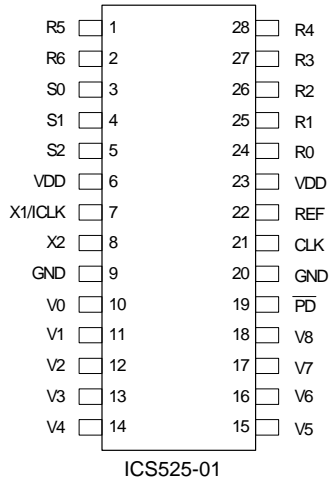 R5 1 28 R4
R6 2 27 R3
S0 3 26 R2
S1 4 25 R1
S2 5 24 R0
VDD 6 23 VDD
X1/ICLK 7 22 REF
X2 8 21 CLK
GND 9 20 GND
V0 10 19 P̅D̅
V1 11 18 V8
V2 12 17 V7
V3 13 16 V6
V4 14 15 V5
ICS525-01